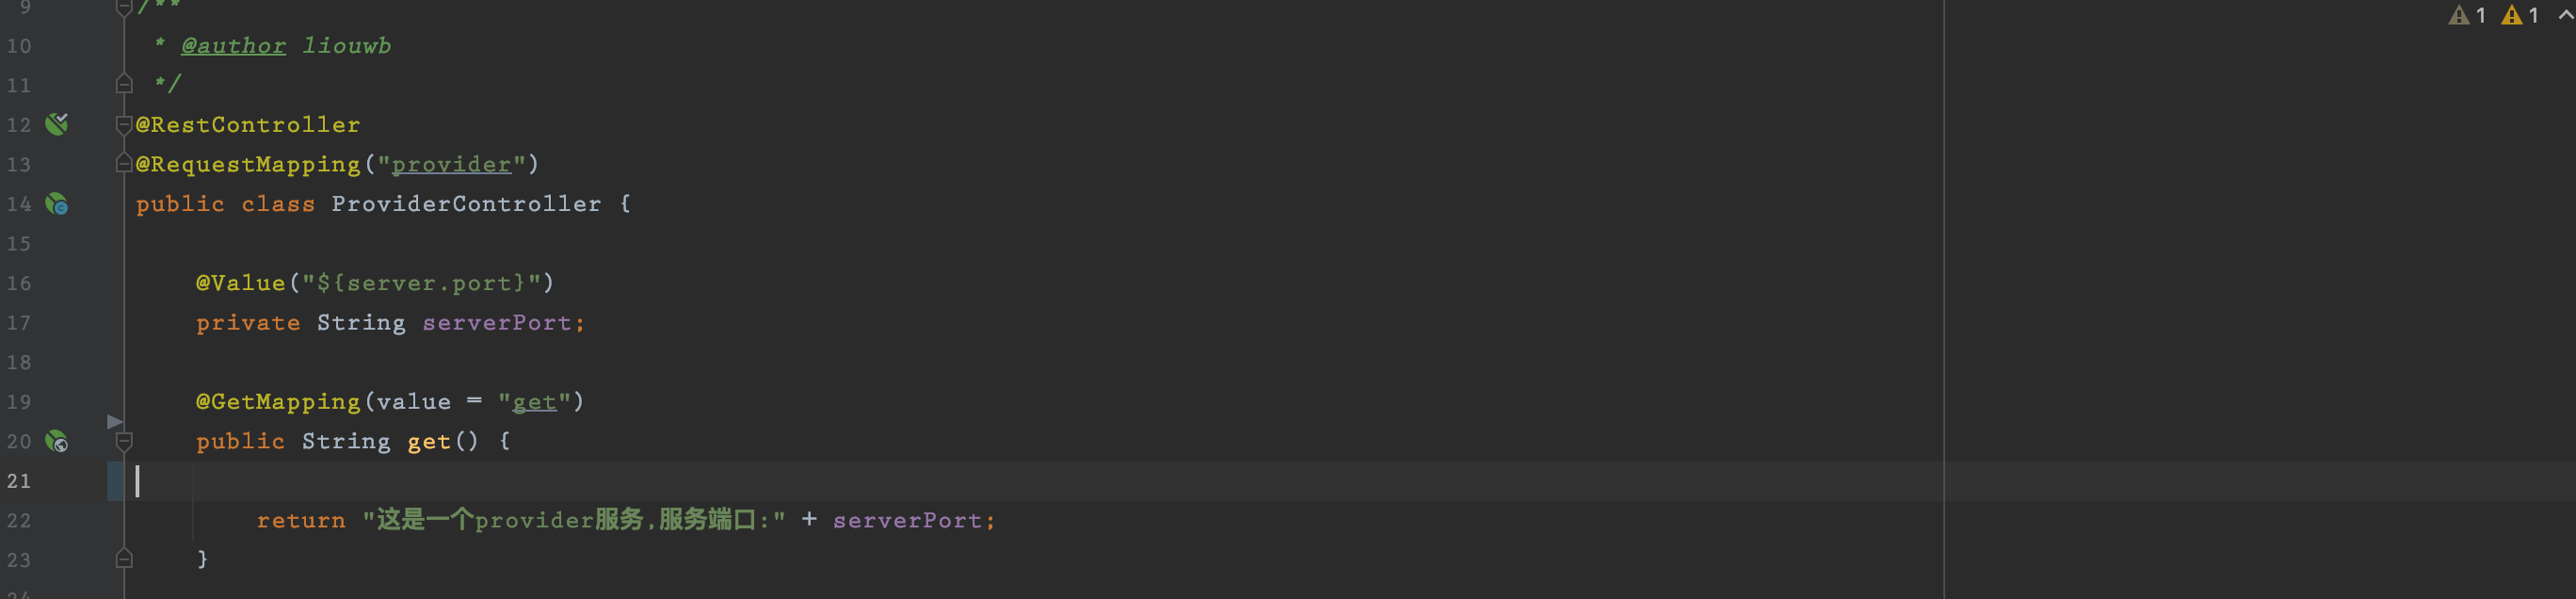 9 /**
10 * @author liouwb
11 */
12 @RestController
13 @RequestMapping("provider")
14 public class ProviderController {
15
16 @Value("${server.port}")
17 private String serverPort;
18
19 @GetMapping(value = "get")
20 public String get() {
21
22 return "这是一个provider服务,服务端口:" + serverPort;
23 }
24
1 1